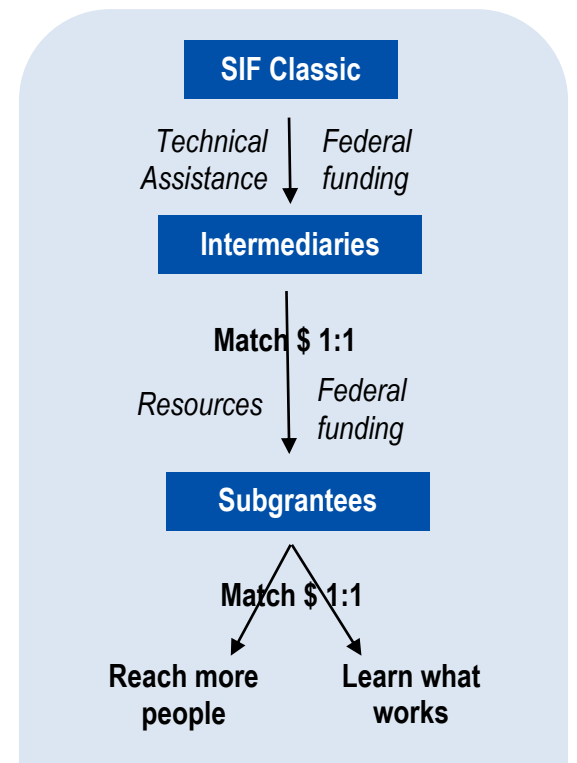 SIF Classic
Technical
Assistance
Federal
funding
Intermediaries
Match $ 1:1
Resources
Federal
funding
Subgrantees
Match $ 1:1
Reach more
people
Learn what
works